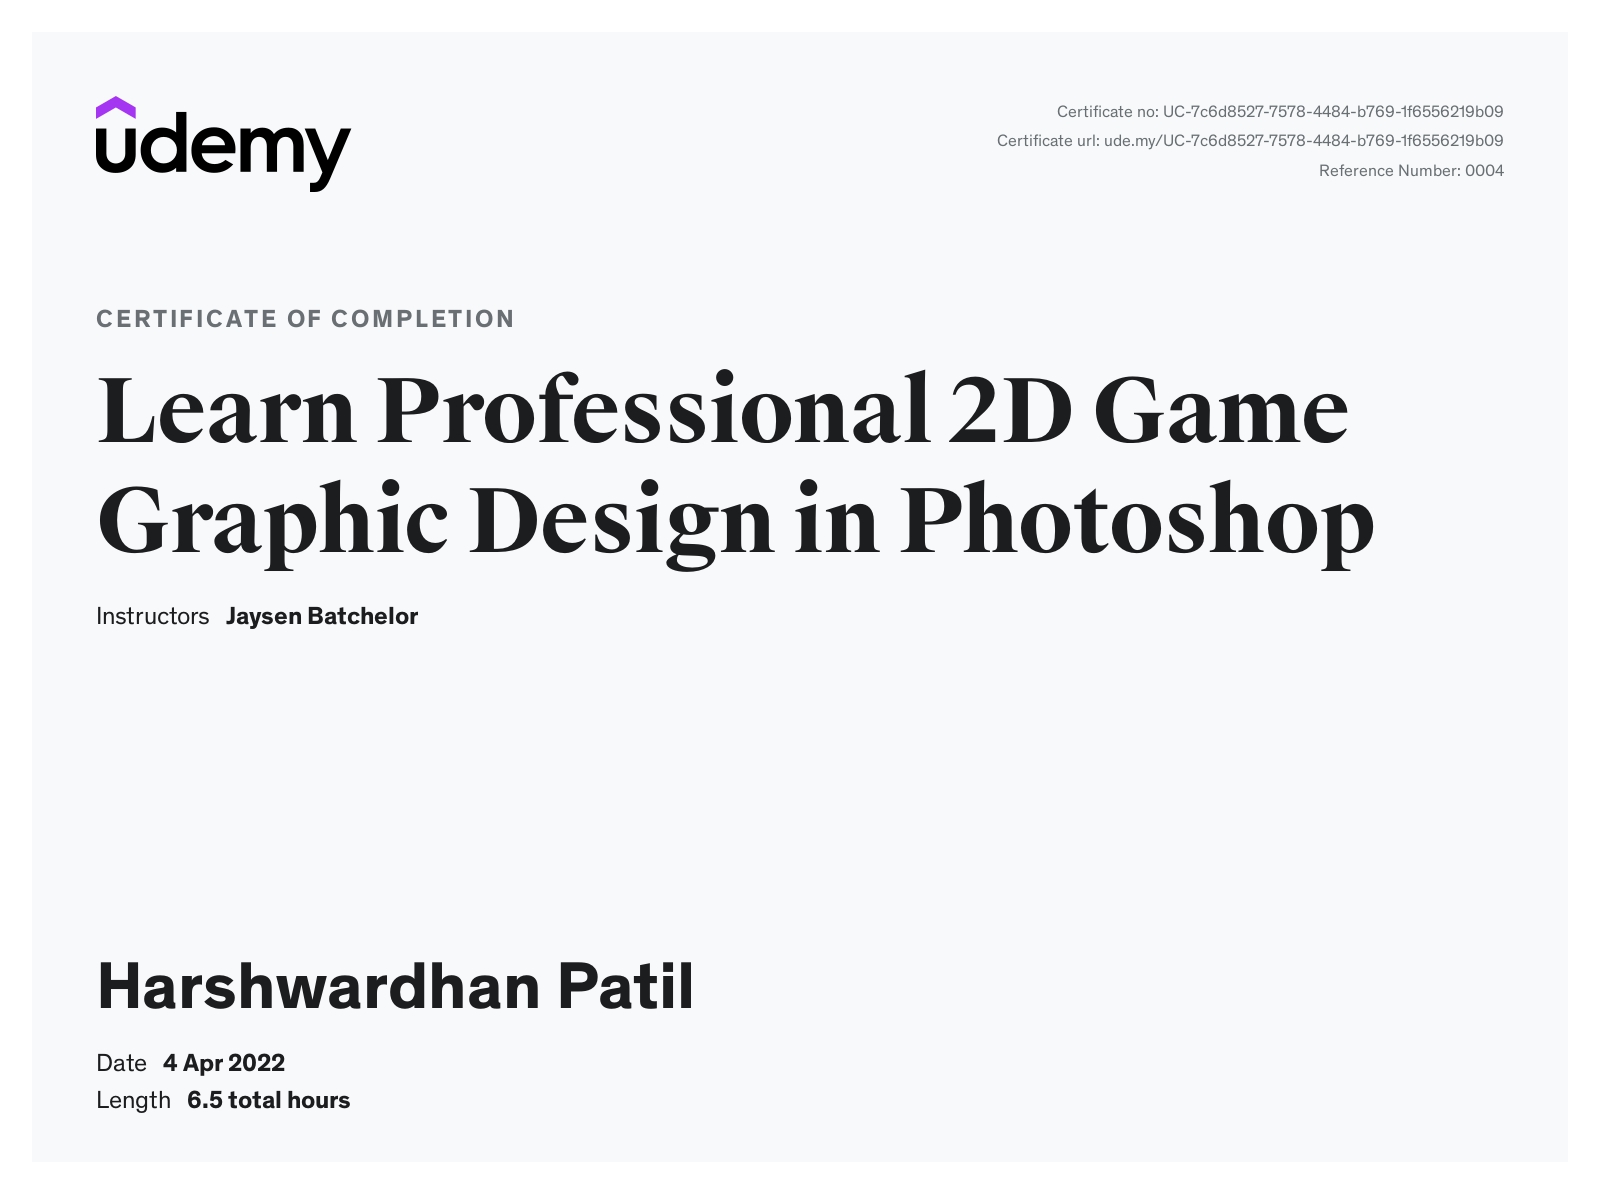 udemy
Certificate no: UC-7c6d8527-7578-4484-b769-1f6556219b09
Certificate url: ude.my/UC-7c6d8527-7578-4484-b769-1f6556219b09
Reference Number: 0004
CERTIFICATE OF COMPLETION
Learn Professional 2D Game
Graphic Design in Photoshop
Instructors Jaysen Batchelor
Harshwardhan Patil
Date 4 Apr 2022
Length 6.5 total hours